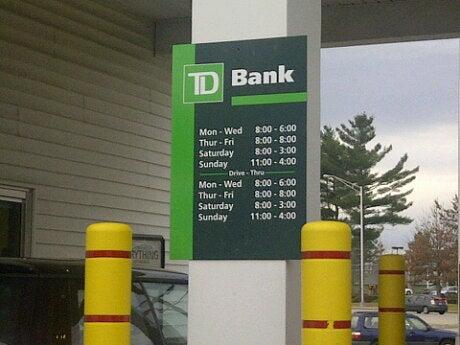 TD Bank
Mon - Wed 8:00 - 6:00
Thur - Fri 8:00 - 8:00
Saturday 8:00 - 3:00
Sunday 11:00 - 4:00
Drive - Thru
Mon - Wed 8:00 - 6:00
Thur - Fri 8:00 - 8:00
Saturday 8:00 - 3:00
Sunday 11:00 - 4:00